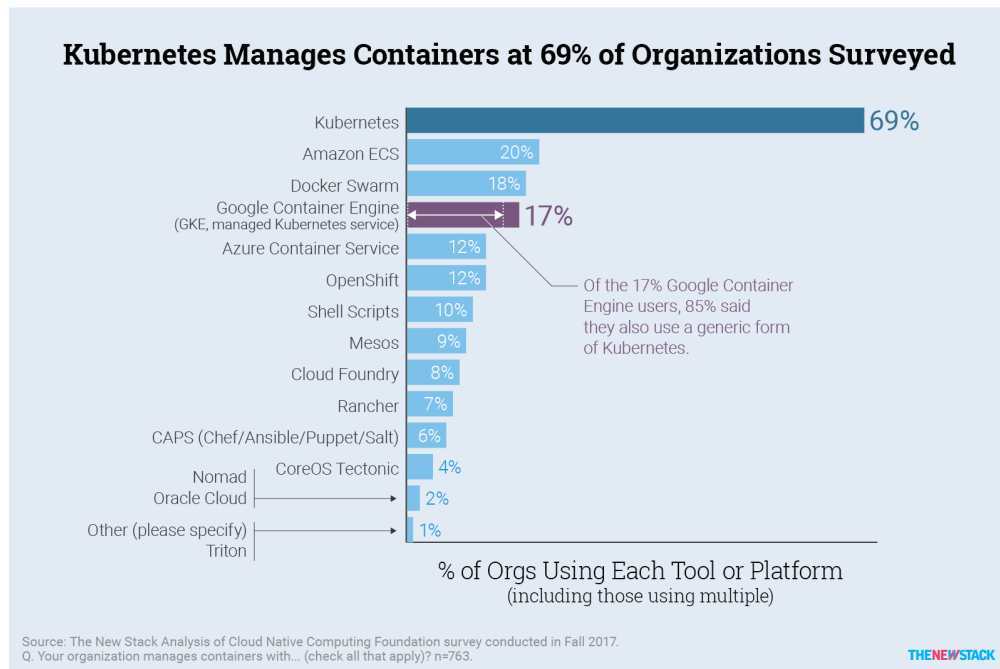 Kubernetes Manages Containers at 69% of Organizations Surveyed
Kubernetes
69%
Amazon ECS
20%
Docker Swarm
18%
Google Container Engine
(GKE, managed Kubernetes service)
17%
Azure Container Service
12%
OpenShift
12%
Of the 17% Google Container
Engine users, 85% said
they also use a generic form
of Kubernetes.
Shell Scripts
10%
Mesos
9%
Cloud Foundry
8%
Rancher
7%
CAPS (Chef/Ansible/Puppet/Salt)
6%
CoreOS Tectonic
4%
Nomad
Oracle Cloud
2%
Other (please specify)
Triton
1%
% of Orgs Using Each Tool or Platform
(including those using multiple)
Source: The New Stack Analysis of Cloud Native Computing Foundation survey conducted in Fall 2017.
Q. Your organization manages containers with... (check all that apply)? n=763.
THENEWSTACK